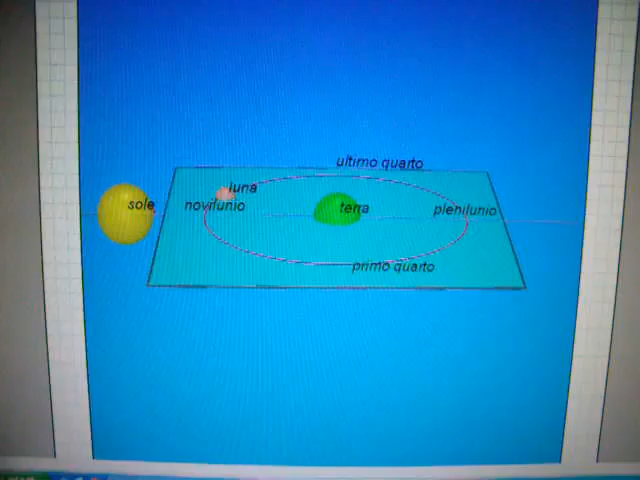 ultimo quarto
luna
sole
novilunio
terra
plenilunio
primo quarto